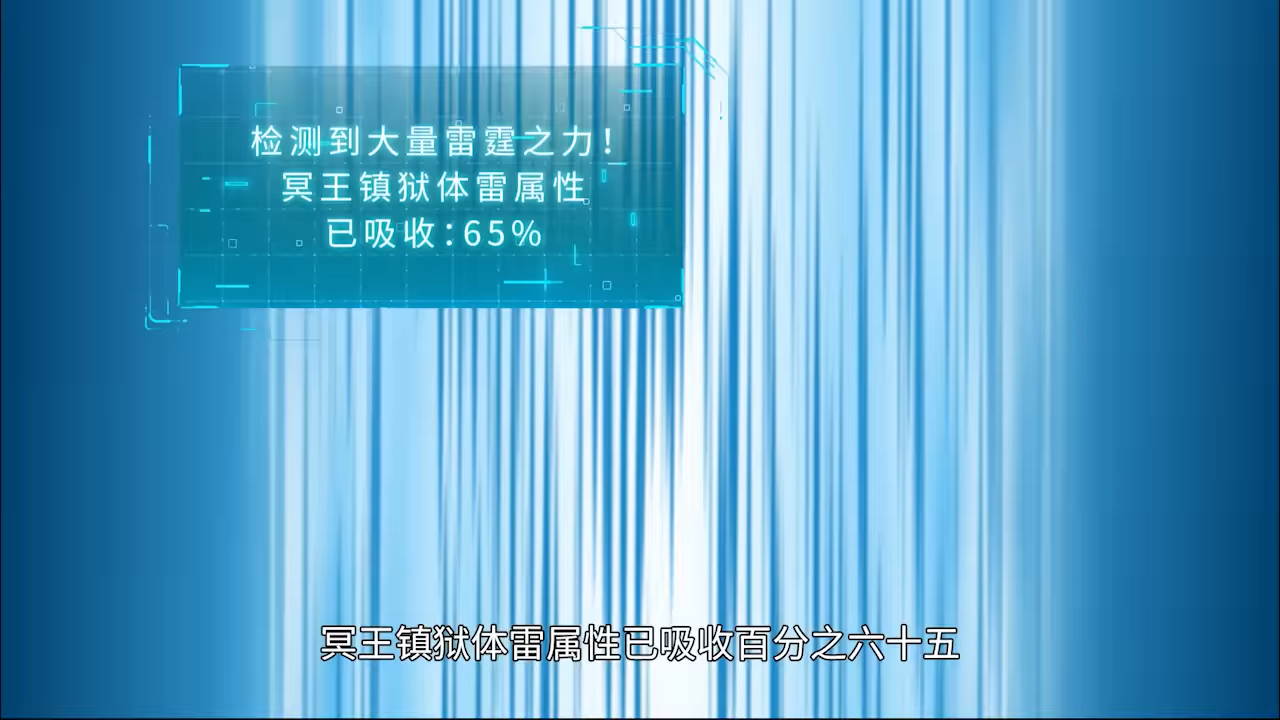 检测到大量雷霆之力！
冥王镇狱体雷属性
已吸收：65%
冥王镇狱体雷属性已吸收百分之六十五